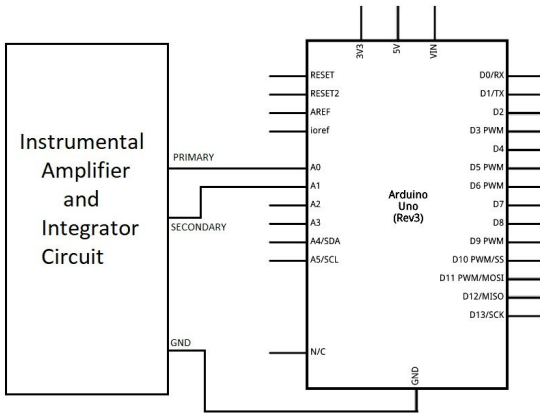 3V3
5V
VIN
Instrumental
Amplifier
and
Integrator
Circuit
PRIMARY
SECONDARY
GND
RESET
RESET2
AREF
ioref
A0
A1
A2
A3
A4/SDA
A5/SCL
N/C
Arduino
Uno
(Rev3)
D0/RX
D1/TX
D2
D3 PWM
D4
D5 PWM
D6 PWM
D7
D8
D9 PWM
D10 PWM/SS
D11 PWM/MOSI
D12/MISO
D13/SCK
GND